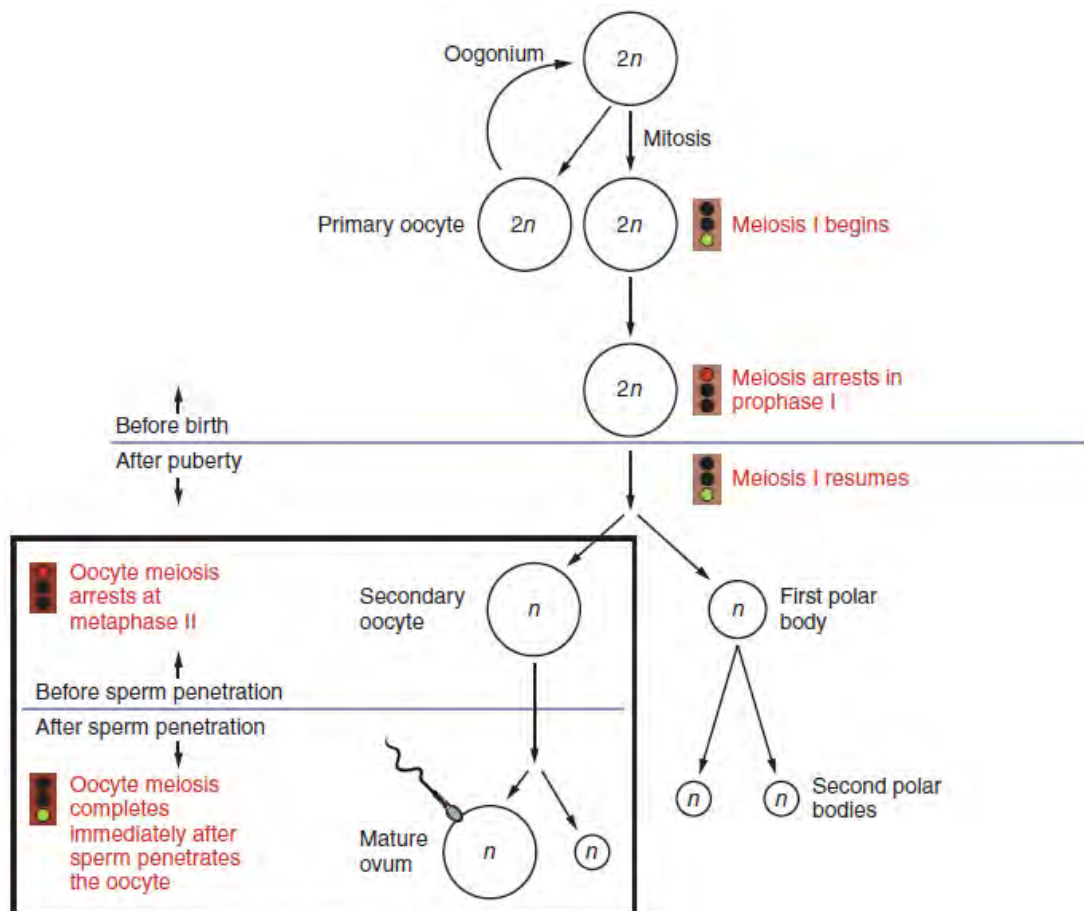 Oogonium
2n
Mitosis
Primary oocyte
2n
2n
Meiosis I begins
2n
Meiosis arrests in
prophase I
Before birth
After puberty
Meiosis I resumes
Oocyte meiosis
arrests at
metaphase II
Secondary
oocyte
n
n
First polar
body
Before sperm penetration
After sperm penetration
Oocyte meiosis
completes
immediately after
sperm penetrates
the oocyte
Mature
ovum
n
n
n
n
Second polar
bodies